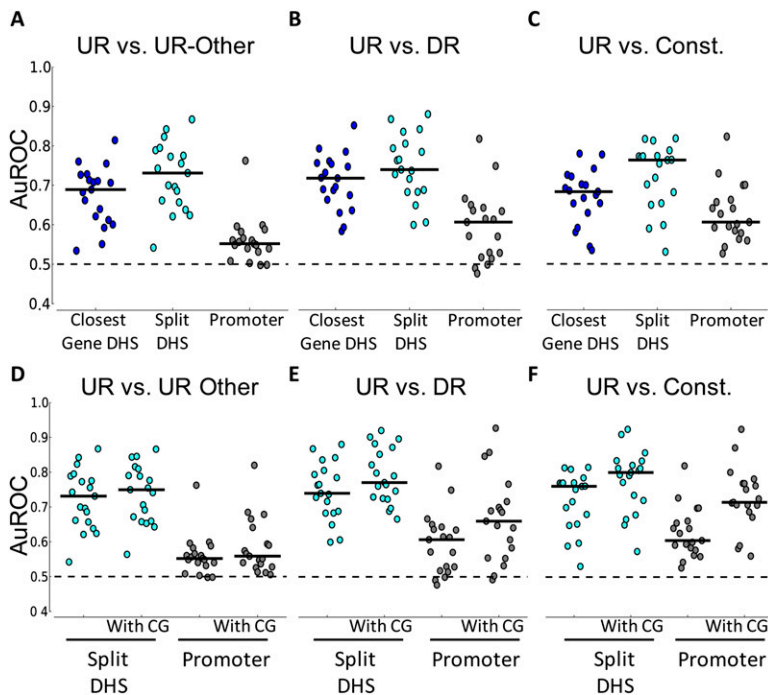 A
UR vs. UR-Other
B
UR vs. DR
C
UR vs. Const.
AuROC
1.0
0.9
0.8
0.7
0.6
0.5
0.4
Closest
Gene DHS
Split
DHS
Promoter
Closest
Gene DHS
Split
DHS
Promoter
Closest
Gene DHS
Split
DHS
Promoter
D
UR vs. UR Other
E
UR vs. DR
F
UR vs. Const.
AuROC
1.0
0.9
0.8
0.7
0.6
0.5
0.4
With CG
With CG
Split
DHS
Promoter
With CG
With CG
Split
DHS
Promoter
With CG
With CG
Split
DHS
Promoter